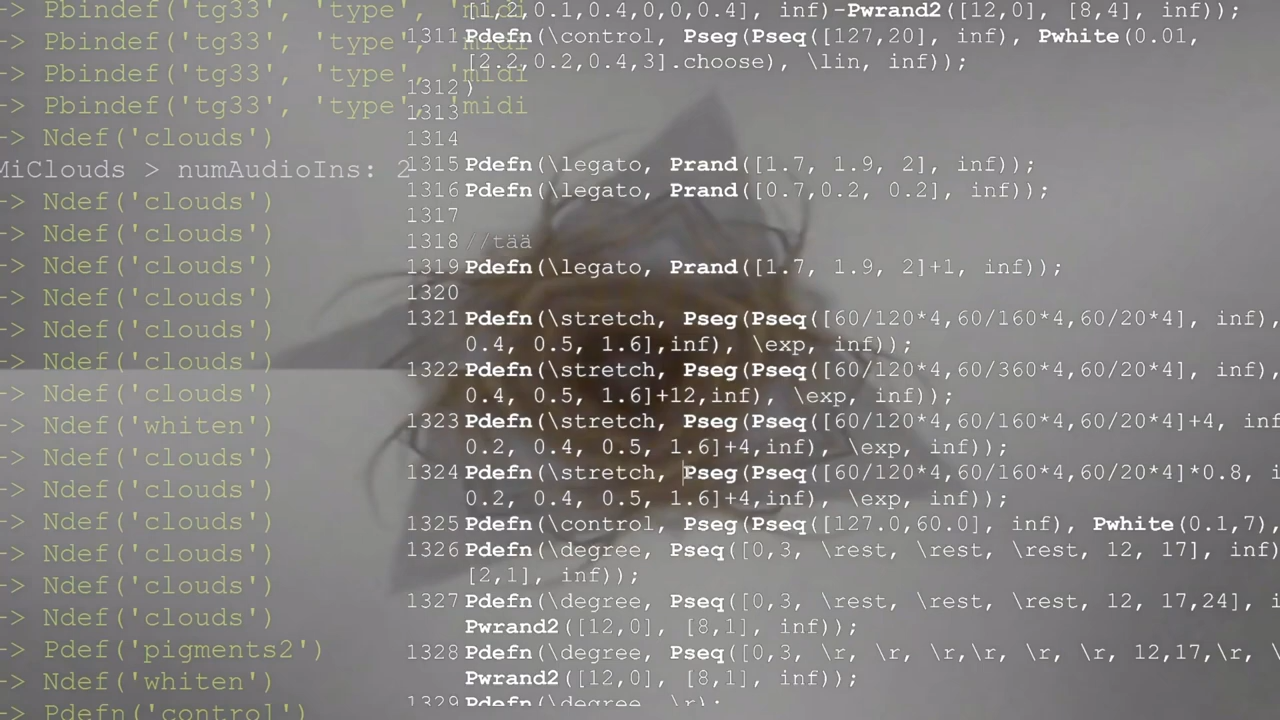 -> Pbindef('tg33', 'type', 'midi
-> Pbindef('tg33', 'type', 'midi
-> Pbindef('tg33', 'type', 'midi
-> Pbindef('tg33', 'type', 'midi
-> Ndef('clouds')
MiClouds > numAudioIns: 2
-> Ndef('clouds')
-> Ndef('clouds')
-> Ndef('clouds')
-> Ndef('clouds')
-> Ndef('clouds')
-> Ndef('clouds')
-> Ndef('clouds')
-> Ndef('whiten')
-> Ndef('clouds')
-> Ndef('clouds')
-> Ndef('clouds')
-> Ndef('clouds')
-> Ndef('clouds')
-> Ndef('clouds')
-> Pdef('pigments2')
-> Ndef('whiten')
-> Pdefn('control')
[1,2,0.1,0.4,0,0,0.4], inf)-Pwrand2([12,0], [8,4], inf));
1311 Pdefn(\control, Pseg(Pseq([127,20], inf), Pwhite(0.01,
[2.2,0.2,0.4,3].choose), \lin, inf));
1312 )
1313
1314
1315 Pdefn(\legato, Prand([1.7, 1.9, 2], inf));
1316 Pdefn(\legato, Prand([0.7,0.2, 0.2], inf));
1317
1318 //tää
1319 Pdefn(\legato, Prand([1.7, 1.9, 2]+1, inf));
1320
1321 Pdefn(\stretch, Pseg(Pseq([60/120*4,60/160*4,60/20*4], inf),
0.4, 0.5, 1.6],inf), \exp, inf));
1322 Pdefn(\stretch, Pseg(Pseq([60/120*4,60/360*4,60/20*4], inf),
0.4, 0.5, 1.6]+12,inf), \exp, inf));
1323 Pdefn(\stretch, Pseg(Pseq([60/120*4,60/160*4,60/20*4]+4, inf
0.2, 0.4, 0.5, 1.6]+4,inf), \exp, inf));
1324 Pdefn(\stretch, Pseg(Pseq([60/120*4,60/160*4,60/20*4]*0.8, i
0.2, 0.4, 0.5, 1.6]+4,inf), \exp, inf));
1325 Pdefn(\control, Pseg(Pseq([127.0,60.0], inf), Pwhite(0.1,7),
1326 Pdefn(\degree, Pseq([0,3, \rest, \rest, \rest, 12, 17], inf)
[2,1], inf));
1327 Pdefn(\degree, Pseq([0,3, \rest, \rest, \rest, 12, 17,24], i
Pwrand2([12,0], [8,1], inf));
1328 Pdefn(\degree, Pseq([0,3, \r, \r, \r,\r, \r, \r, 12,17,\r, \
Pwrand2([12,0], [8,1], inf));
1329 Pdefn(\degree, \r);